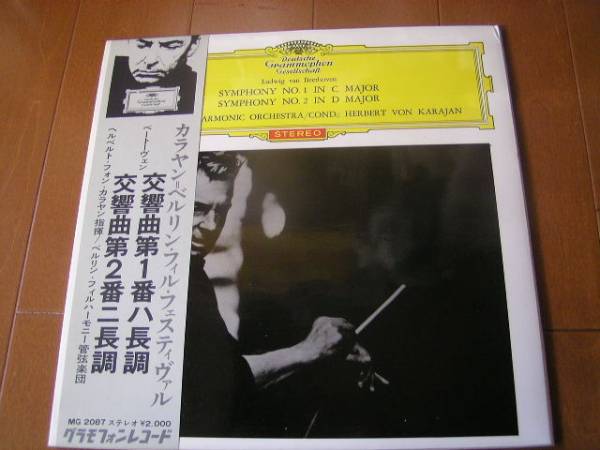 Deutsche
Grammophon
Gesellschaft
Ludwig van Beethoven
SYMPHONY NO. 1 IN C MAJOR
SYMPHONY NO. 2 IN D MAJOR
ARMONIC ORCHESTRA/COND.: HERBERT VON KARAJAN
STEREO
カラヤン=ベルリン・フィル・フェスティヴァル
ベートーヴェン
交響曲第1番ハ長調
交響曲第2番ニ長調
ヘルベルト・フォン・カラヤン指揮/ベルリン・フィルハーモニー管弦楽団
MG 2087 ステレオ ¥2,000
グラモフォンレコード